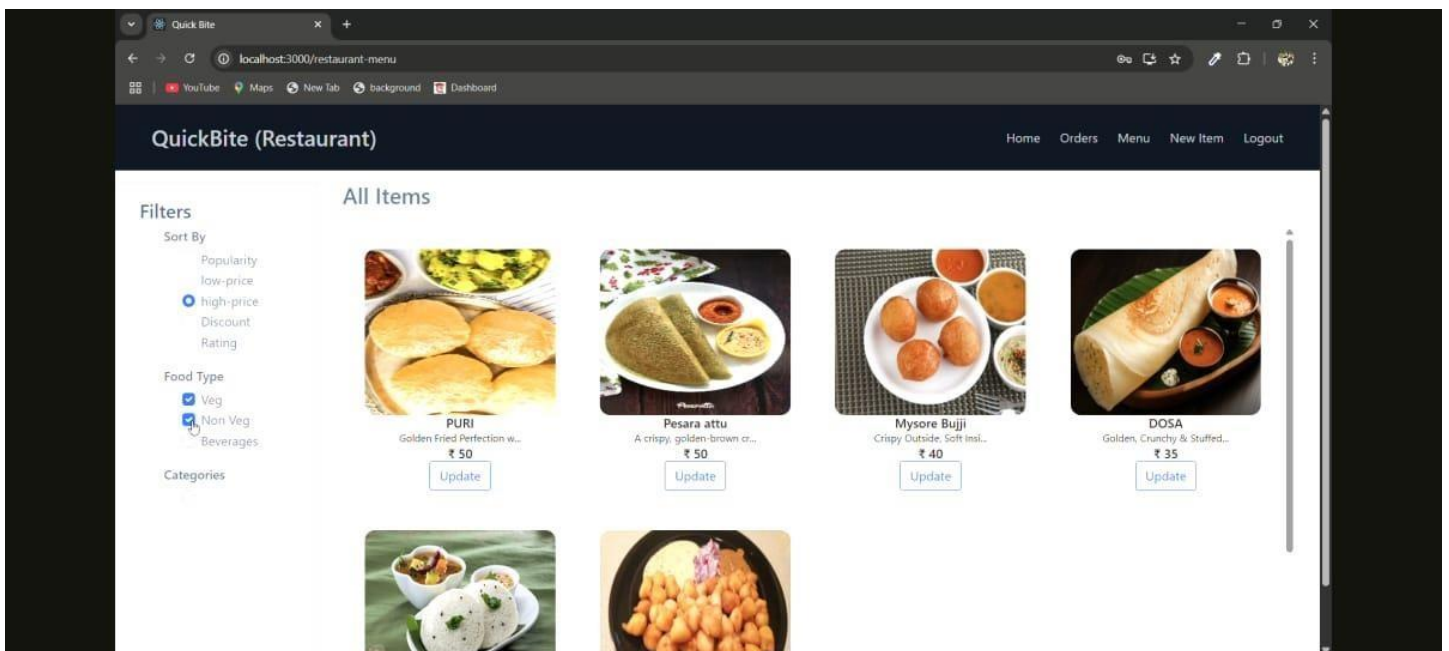 Quick Bite
localhost:3000/restaurant-menu
YouTube Maps New Tab background Dashboard
QuickBite (Restaurant)
Home Orders Menu New Item Logout
Filters
Sort By
Popularity
low-price
high-price
Discount
Rating
Food Type
Veg
Non Veg
Beverages
Categories
All Items
PURI
Golden Fried Perfection w...
₹ 50
Update
Pesara attu
A crispy, golden-brown cr...
₹ 50
Update
Mysore Bujji
Crispy Outside, Soft Insi...
₹ 40
Update
DOSA
Golden, Crunchy & Stuffed...
₹ 35
Update